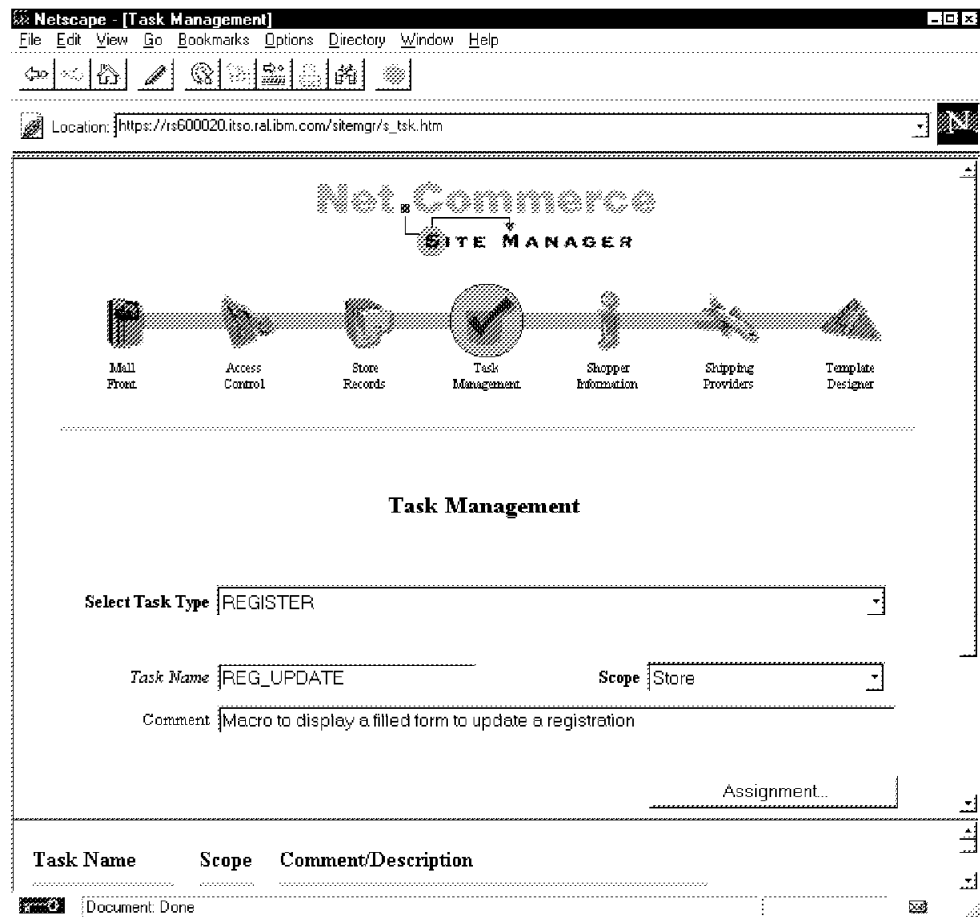 Netscape - [Task Management]
File Edit View Go Bookmarks Options Directory Window Help
Location: https://rs600020.itso.ral.ibm.com/sitemgr/s_tsk.htm
N
Net.Commerce
SITE MANAGER
Mall Front
Access Control
Store Records
Task Management
Shopper Information
Shipping Providers
Template Designer
Task Management
Select Task Type REGISTER
Task Name REG_UPDATE Scope Store
Comment Macro to display a filled form to update a registration
Assignment...
Task Name Scope Comment/Description
Document: Done